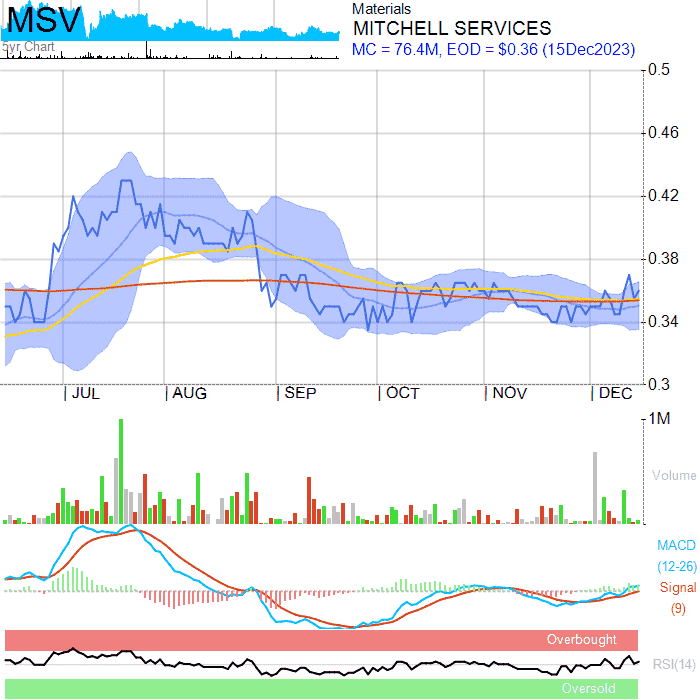 MSV
5yr Chart
Materials
MITCHELL SERVICES
MC = 76.4M, EOD = $0.36 (15Dec2023)
0.5
0.46
0.42
0.38
0.34
0.3
JUL AUG SEP OCT NOV DEC
1M
Volume
MACD
(12-26)
Signal
(9)
Overbought
RSI(14)
Oversold